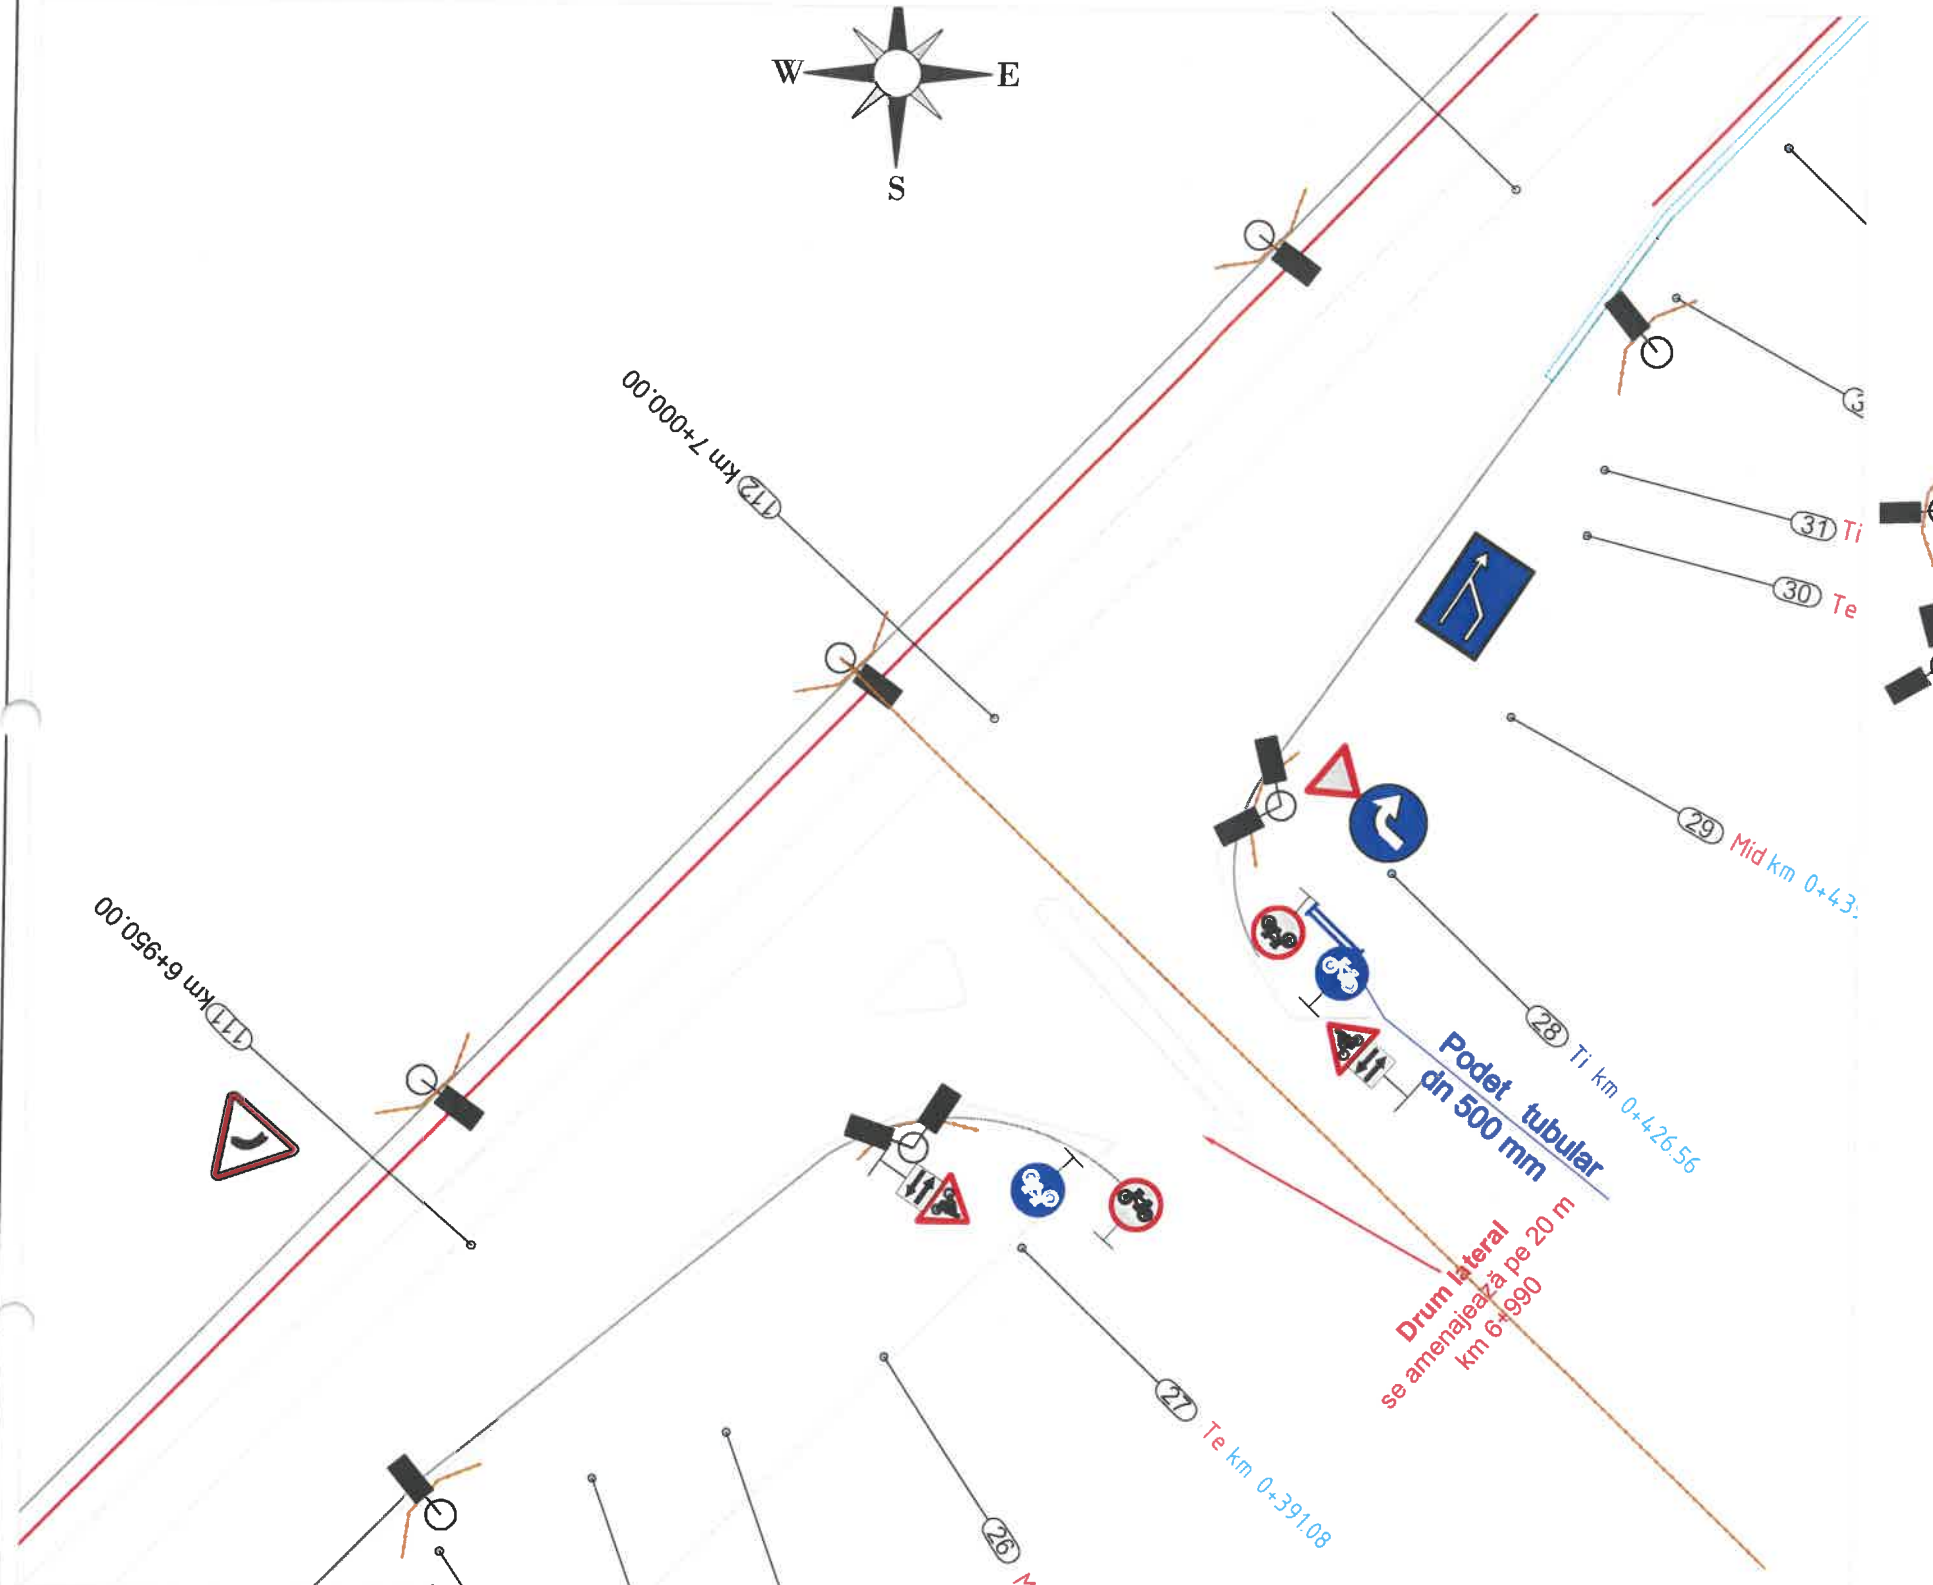 W
E
S
112 km 7+000.00
111 km 6+950.00
31 Ti
30 Te
29 Mid km 0+43
28 Ti km 0+426.56
Podet tubular
dn 500 mm
Drum lateral
se amenajează pe 20 m
km 6+990
27 Te km 0+391.08
26